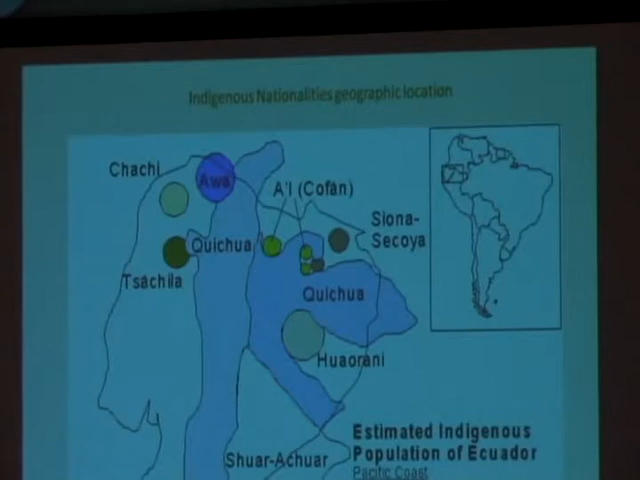 Indigenous Nationalities geographic location
Chachi
Awa
A'I (Cofán)
Siona-
Secoya
Quichua
Tsáchila
Quichua
Huaorani
Shuar-Achuar
Estimated Indigenous
Population of Ecuador
Pacific Coast